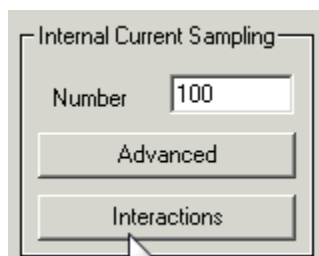 Internal Current Sampling
Number 100
Advanced
Interactions